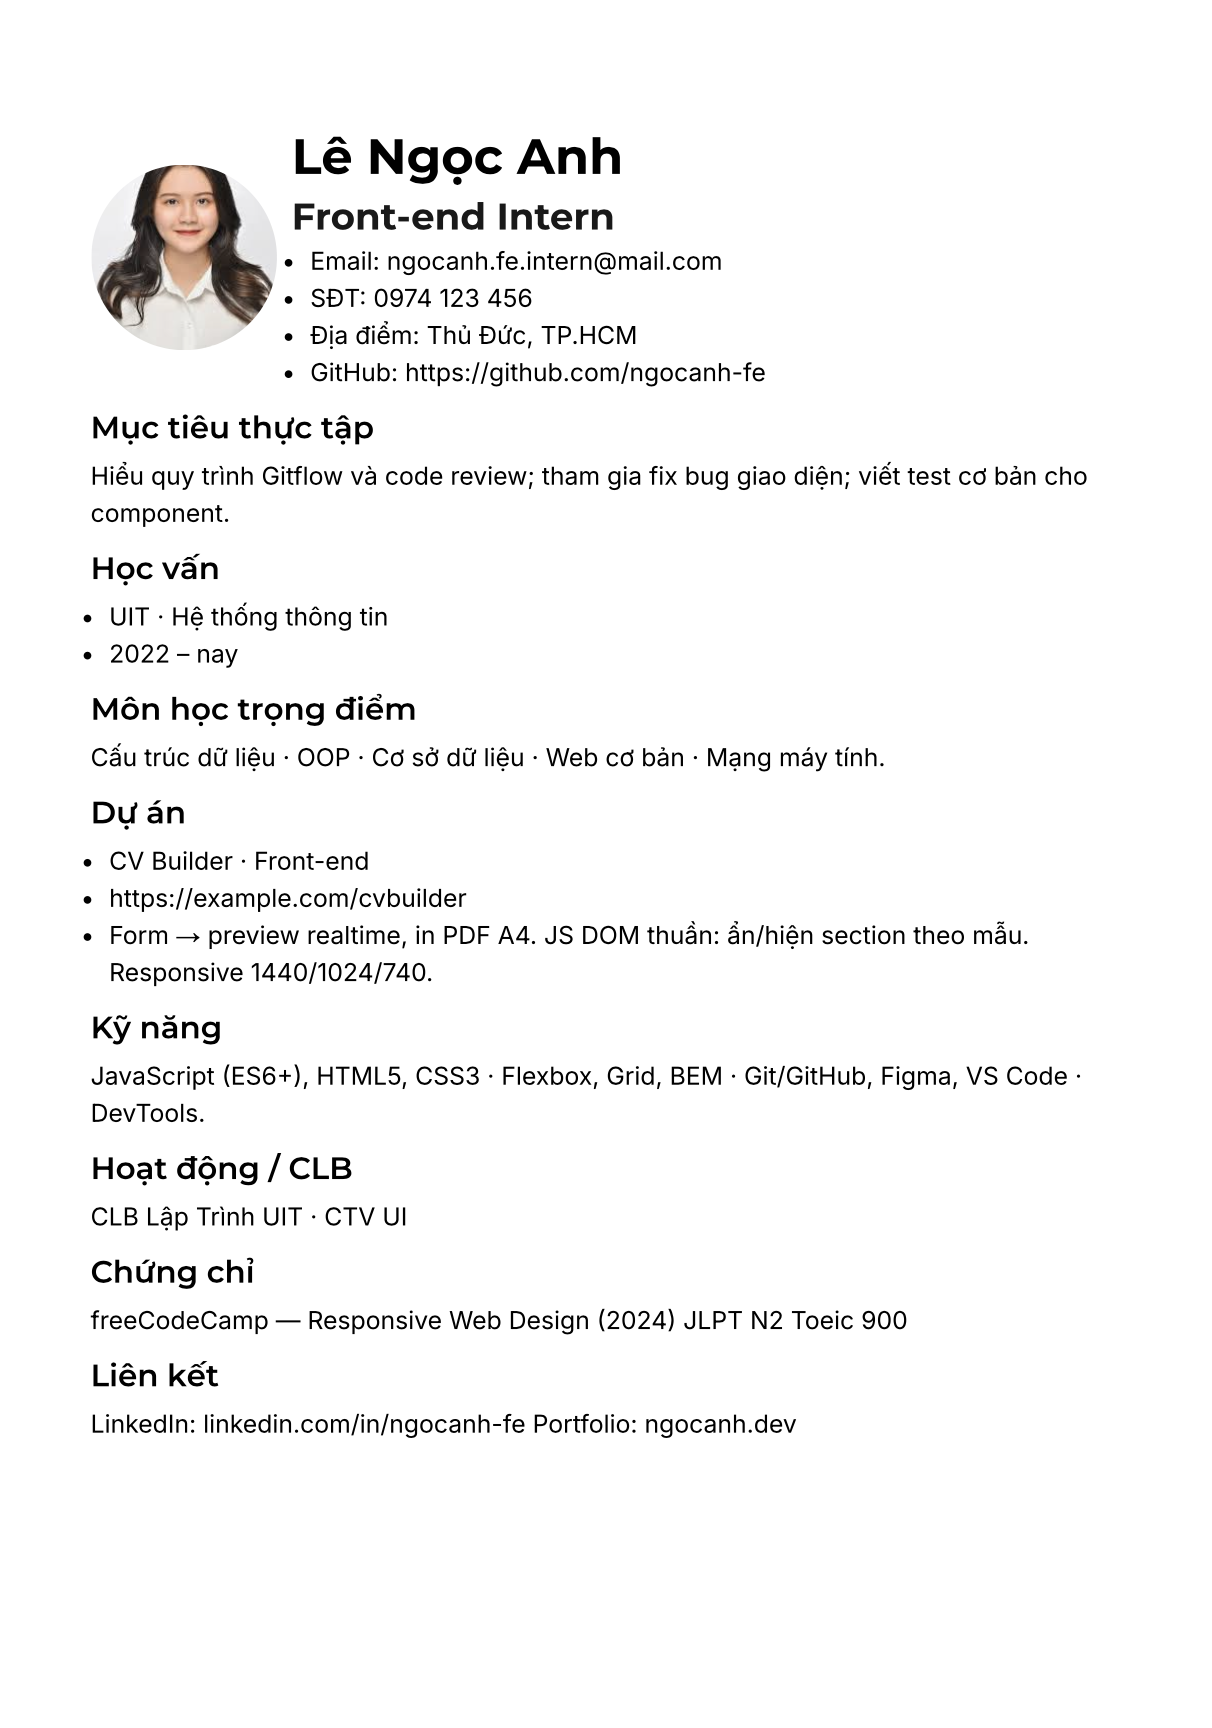 Lê Ngọc Anh
Front-end Intern
• Email: ngocanh.fe.intern@mail.com
• SĐT: 0974 123 456
• Địa điểm: Thủ Đức, TP.HCM
• GitHub: https://github.com/ngocanh-fe
Mục tiêu thực tập
Hiểu quy trình Gitflow và code review; tham gia fix bug giao diện; viết test cơ bản cho
component.
Học vấn
• UIT · Hệ thống thông tin
• 2022 – nay
Môn học trọng điểm
Cấu trúc dữ liệu · OOP · Cơ sở dữ liệu · Web cơ bản · Mạng máy tính.
Dự án
• CV Builder · Front-end
• https://example.com/cvbuilder
• Form → preview realtime, in PDF A4. JS DOM thuần: ẩn/hiện section theo mẫu.
Responsive 1440/1024/740.
Kỹ năng
JavaScript (ES6+), HTML5, CSS3 · Flexbox, Grid, BEM · Git/GitHub, Figma, VS Code ·
DevTools.
Hoạt động / CLB
CLB Lập Trình UIT · CTV UI
Chứng chỉ
freeCodeCamp — Responsive Web Design (2024) JLPT N2 Toeic 900
Liên kết
LinkedIn: linkedin.com/in/ngocanh-fe Portfolio: ngocanh.dev